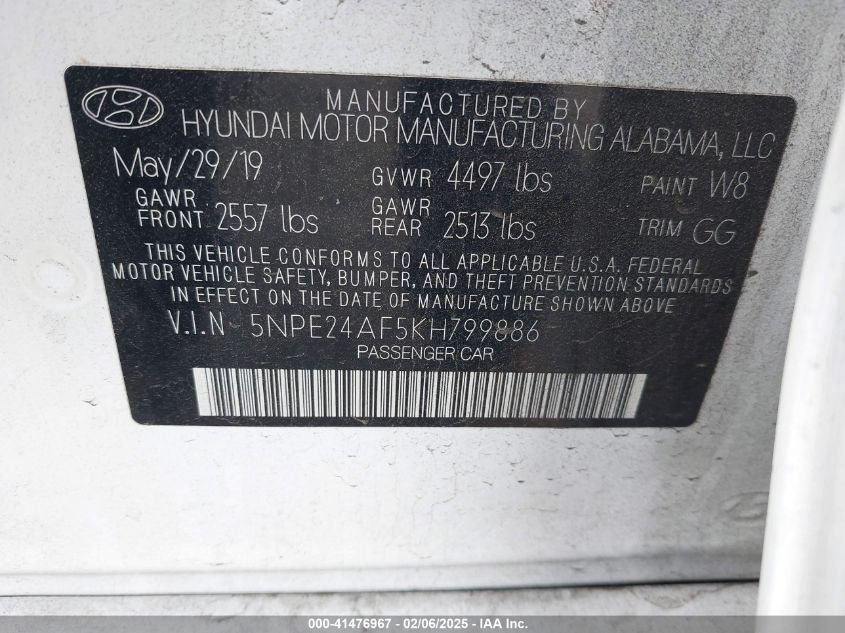 MANUFACTURED BY
HYUNDAI MOTOR MANUFACTURING ALABAMA, LLC
May/29/19 GVWR 4497 lbs PAINT W8
GAWR FRONT 2557 lbs GAWR REAR 2513 lbs TRIM GG
THIS VEHICLE CONFORMS TO ALL APPLICABLE U.S.A. FEDERAL
MOTOR VEHICLE SAFETY, BUMPER, AND THEFT PREVENTION STANDARDS
IN EFFECT ON THE DATE OF MANUFACTURE SHOWN ABOVE
V.I.N 5NPE24AF5KH799886
PASSENGER CAR
000-41476967 - 02/06/2025 - IAA Inc.